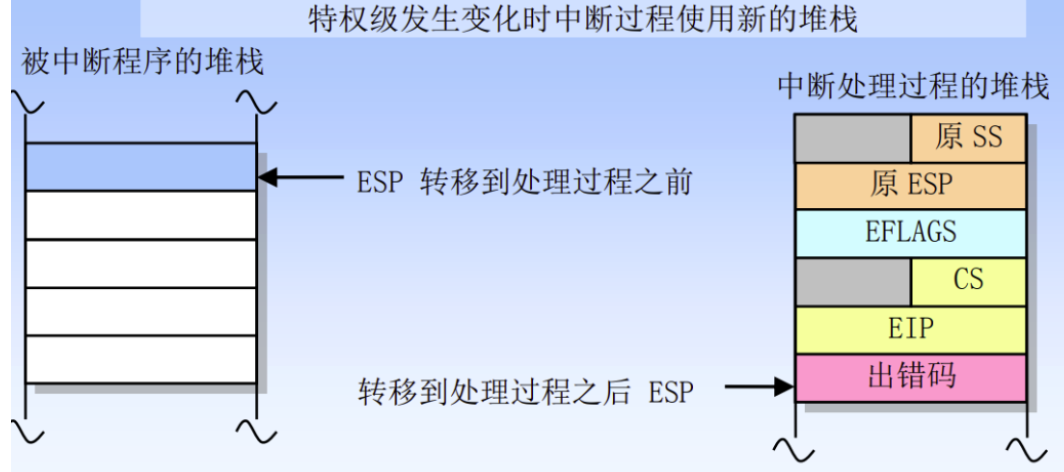 特权级发生变化时中断过程使用新的堆栈
被中断程序的堆栈
中断处理过程的堆栈
原 SS
ESP 转移到处理过程之前
原 ESP
EFLAGS
CS
EIP
转移到处理过程之后 ESP
出错码